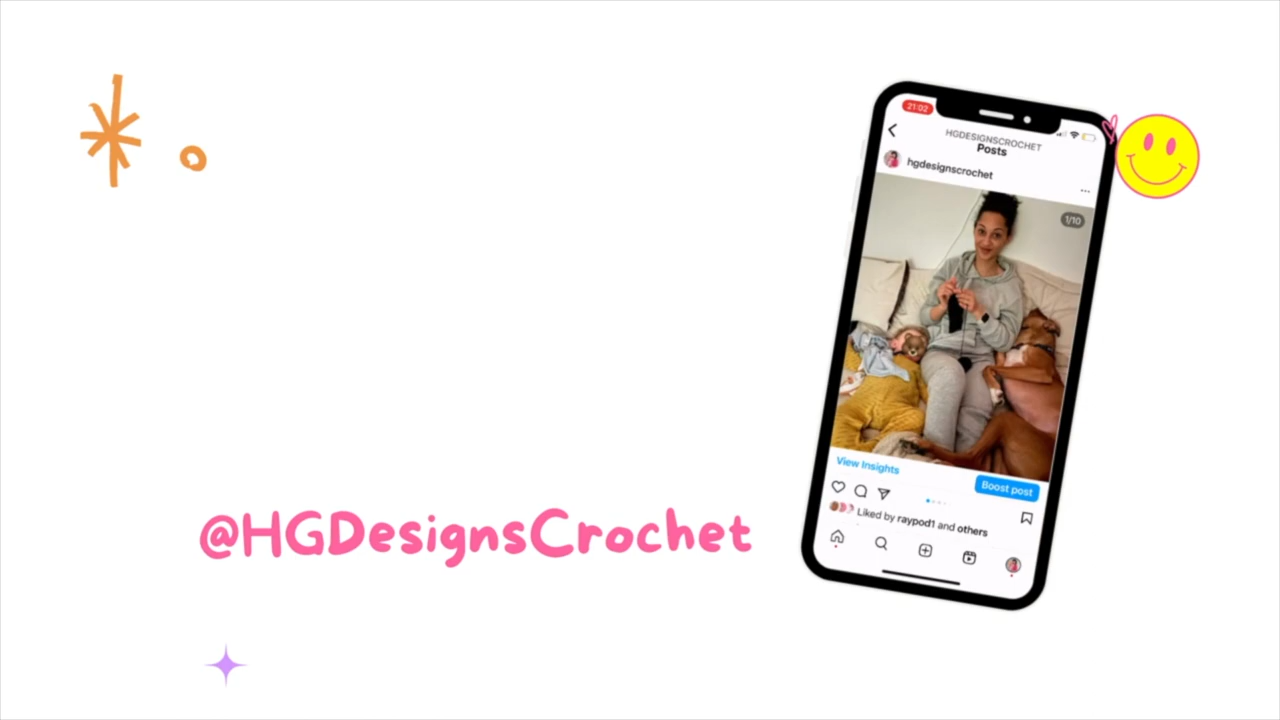 21:02
HGDESIGNSCROCHET
Posts
hgdesignscrochet
1/10
View Insights
Boost post
Liked by raypod1 and others
@HGDesignsCrochet